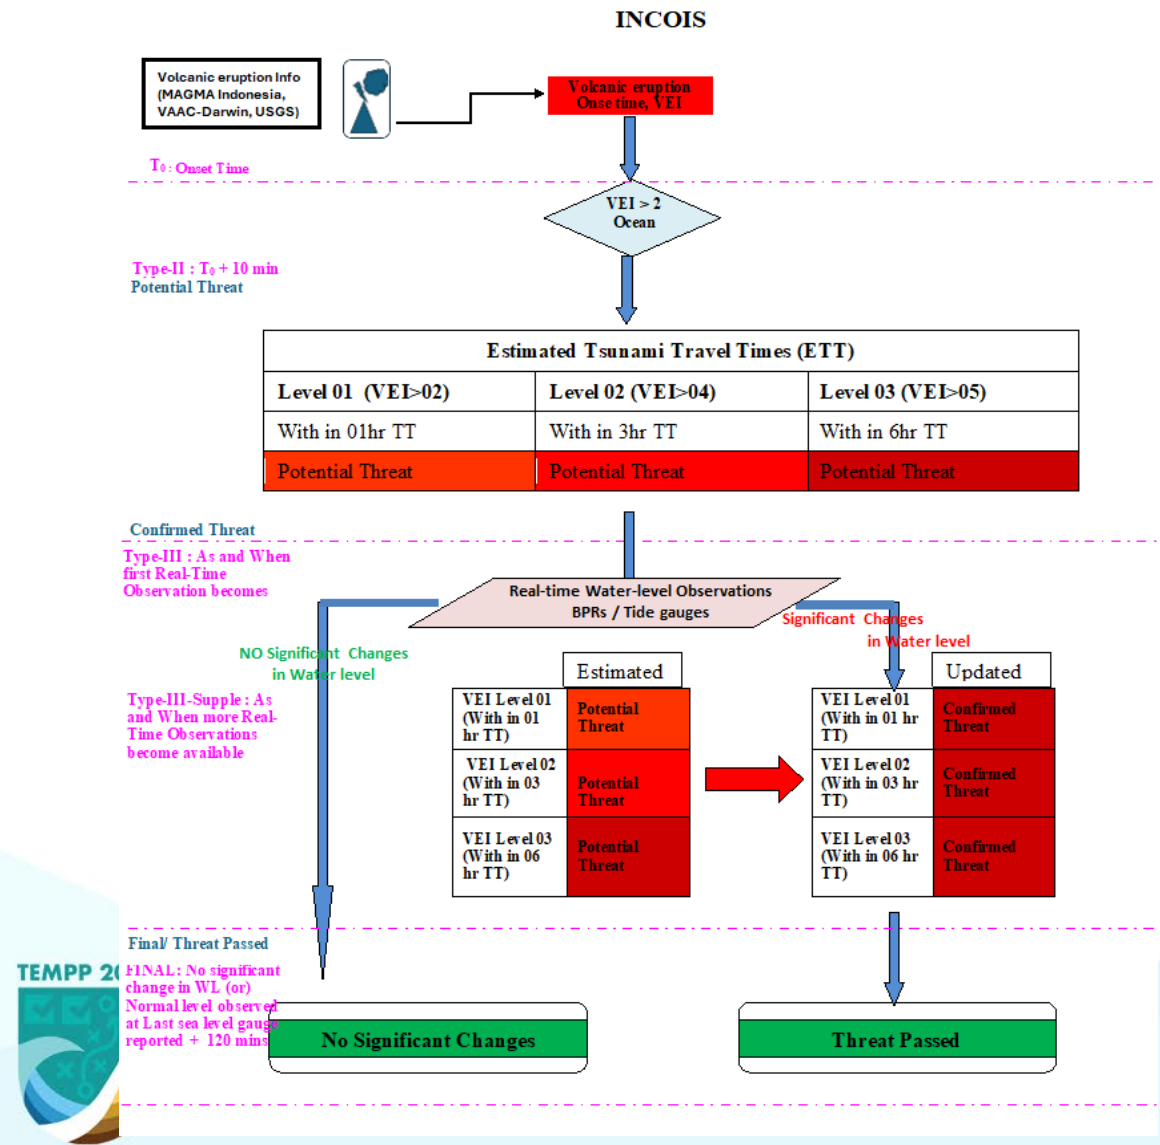 INCOIS
Volcanic eruption Info
(MAGMA Indonesia,
VAAC-Darwin, USGS)
Volcanic eruption
Onse time, VEI
T₀ : Onset Time
VEI > 2
Ocean
Type-II : T₀ + 10 min
Potential Threat
Estimated Tsunami Travel Times (ETT)
Level 01 (VEI>02)
Level 02 (VEI>04)
Level 03 (VEI>05)
With in 01hr TT
With in 3hr TT
With in 6hr TT
Potential Threat
Potential Threat
Potential Threat
Confirmed Threat
Type-III : As and When
first Real-Time
Observation becomes
Real-time Water-level Observations
BPRs / Tide gauges
Significant Changes
in Water level
NO Significant Changes
in Water level
Type-III-Supple : As
and When more Real-
Time Observations
become available
Estimated
VEI Level 01
(With in 01
hr TT)
Potential
Threat
VEI Level 02
(With in 03
hr TT)
Potential
Threat
VEI Level 03
(With in 06
hr TT)
Potential
Threat
Updated
VEI Level 01
(With in 01 hr
TT)
Confirmed
Threat
VEI Level 02
(With in 03 hr
TT)
Confirmed
Threat
VEI Level 03
(With in 06 hr
TT)
Confirmed
Threat
Final/ Threat Passed
TEMPP 20
FINAL: No significant
change in WL (or)
Normal level observed
at Last sea level gauge
reported + 120 mins
No Significant Changes
Threat Passed